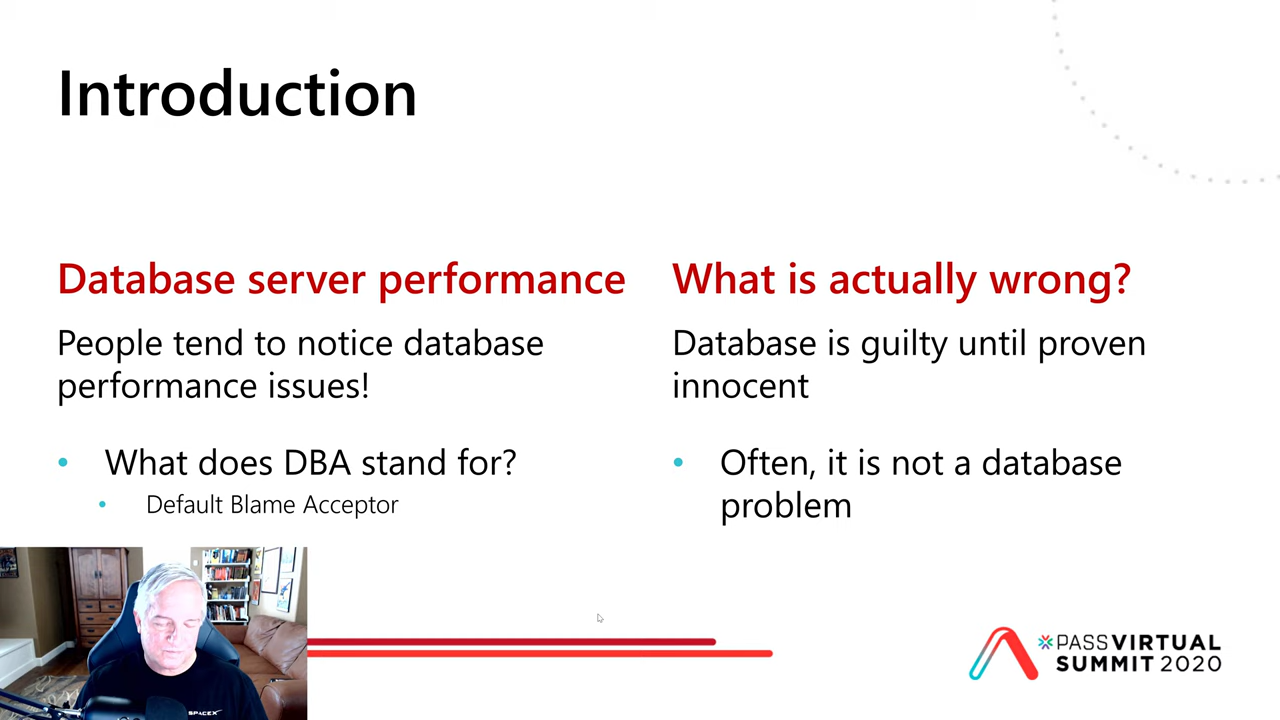 Introduction
Database server performance
People tend to notice database
performance issues!
• What does DBA stand for?
• Default Blame Acceptor
What is actually wrong?
Database is guilty until proven
innocent
• Often, it is not a database
problem
SPACEX
PASS VIRTUAL
SUMMIT 2020